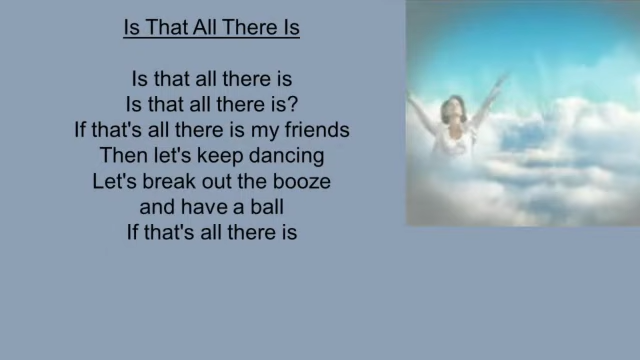 Is That All There Is
Is that all there is
Is that all there is?
If that's all there is my friends
Then let's keep dancing
Let's break out the booze
and have a ball
If that's all there is